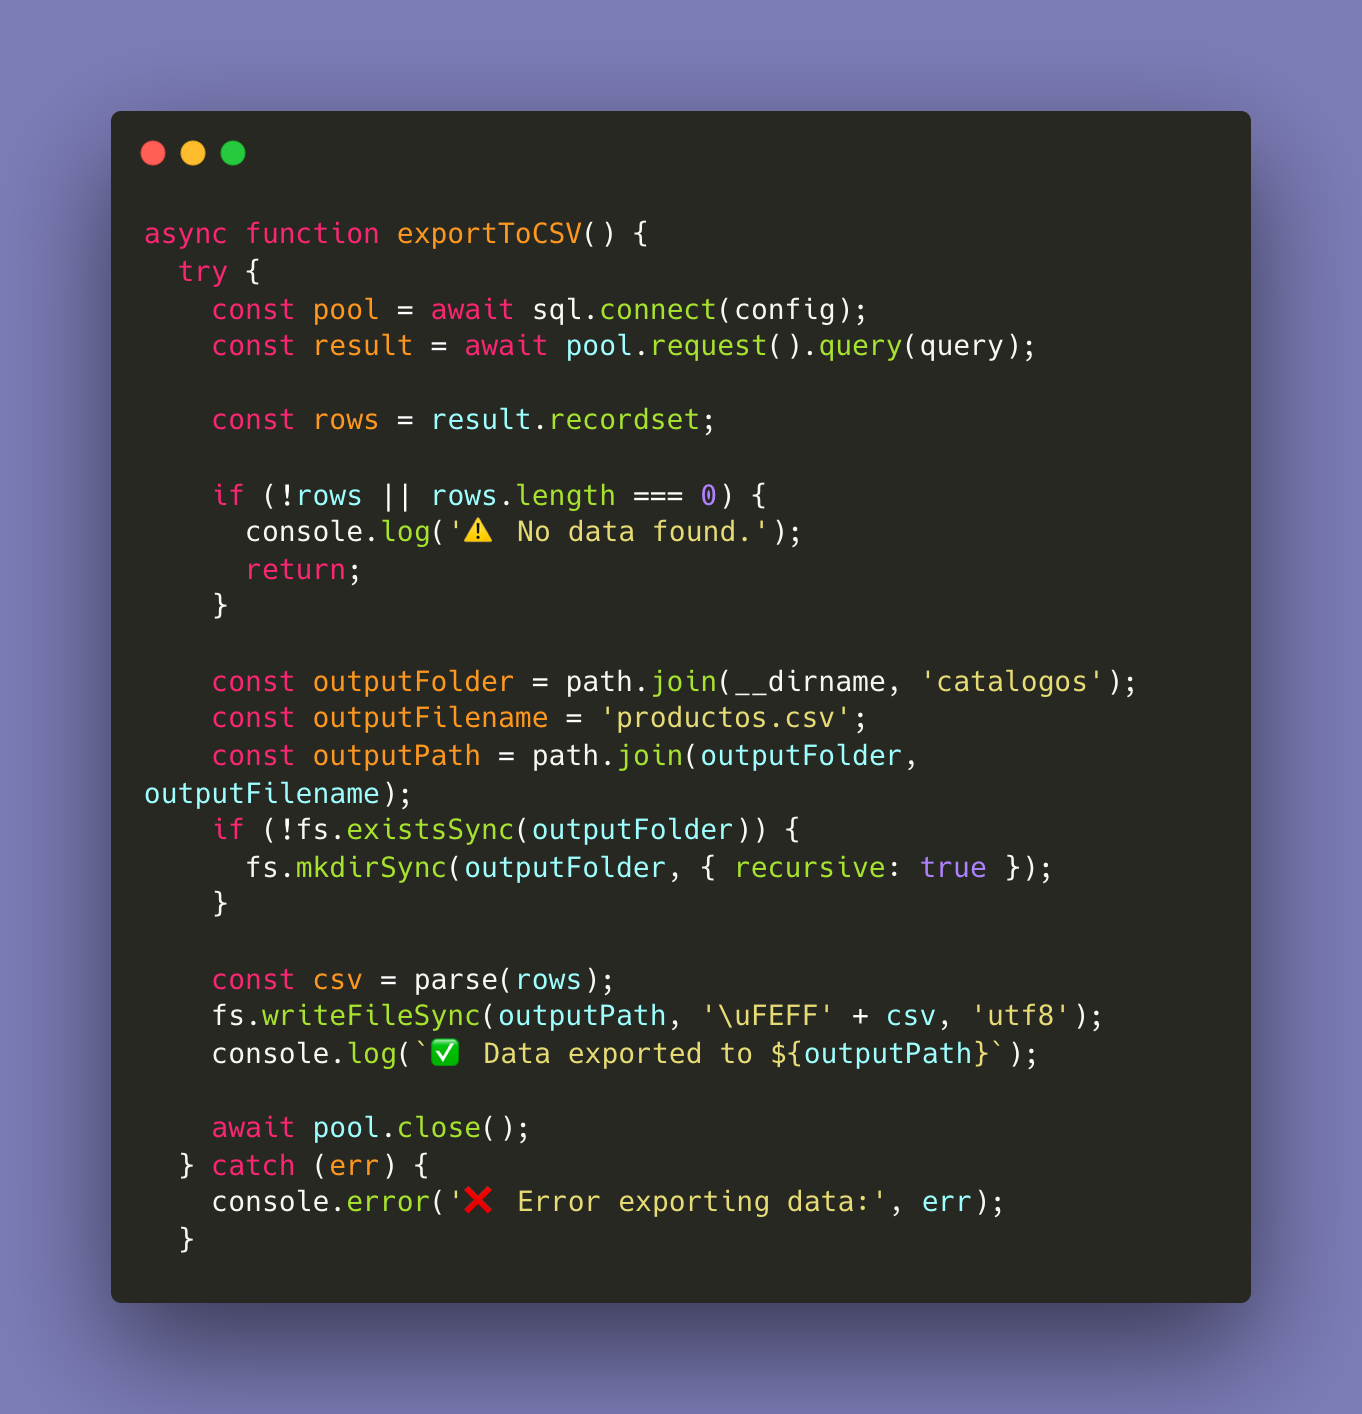 async function exportToCSV() {
  try {
    const pool = await sql.connect(config);
    const result = await pool.request().query(query);

    const rows = result.recordset;

    if (!rows || rows.length === 0) {
      console.log('⚠️ No data found.');
      return;
    }

    const outputFolder = path.join(__dirname, 'catalogos');
    const outputFilename = 'productos.csv';
    const outputPath = path.join(outputFolder,
outputFilename);
    if (!fs.existsSync(outputFolder)) {
      fs.mkdirSync(outputFolder, { recursive: true });
    }

    const csv = parse(rows);
    fs.writeFileSync(outputPath, '\uFEFF' + csv, 'utf8');
    console.log(`✅ Data exported to ${outputPath}`);

    await pool.close();
  } catch (err) {
    console.error('❌ Error exporting data:', err);
  }